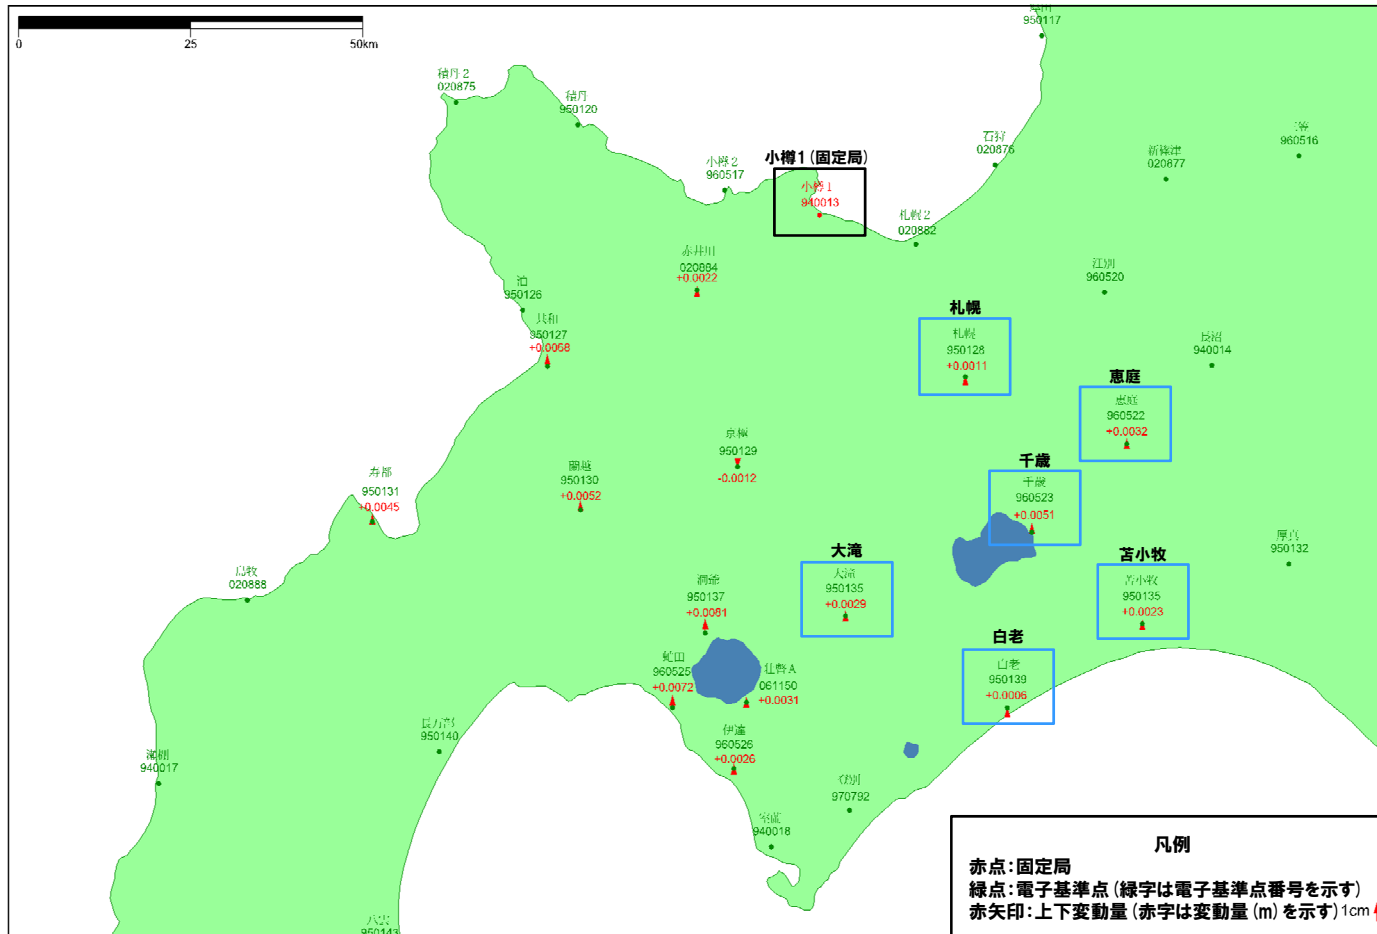 0
25
50km
950117
積丹2
020875
積丹
950120
小樽2
960517
小樽1(固定局)
小樽1
940013
石狩
020876
新篠津
020877
960516
札幌2
020882
赤井川
020884
+0.0022
泊
950126
共和
950127
+0.0068
江別
960520
長沼
940014
札幌
札幌
950128
+0.0011
恵庭
恵庭
960522
+0.0032
千歳
千歳
960523
+0.0051
京極
950129
-0.0012
蘭越
950130
+0.0052
寿都
950131
+0.0045
島牧
020888
大滝
大滝
950135
+0.0029
苫小牧
苫小牧
950135
+0.0023
厚真
950132
洞爺
950137
+0.0081
虻田
960525
+0.0072
壮瞥A
061150
+0.0031
白老
白老
950139
+0.0006
伊達
960526
+0.0026
長万部
950140
瀬棚
940017
登別
970792
室蘭
940018
八雲
950143
凡例
赤点:固定局
緑点:電子基準点(緑字は電子基準点番号を示す)
赤矢印:上下変動量(赤字は変動量(m)を示す)1cm